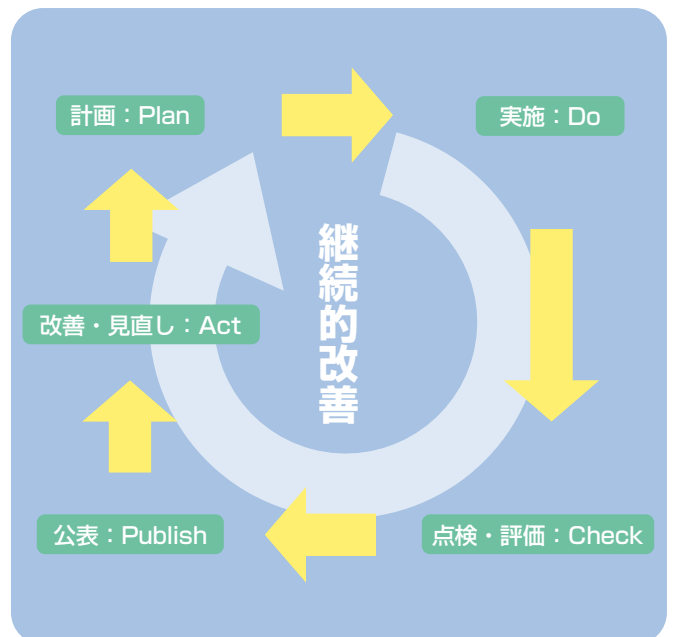 計画：Plan
実施：Do
継続的改善
改善・見直し：Act
公表：Publish
点検・評価：Check